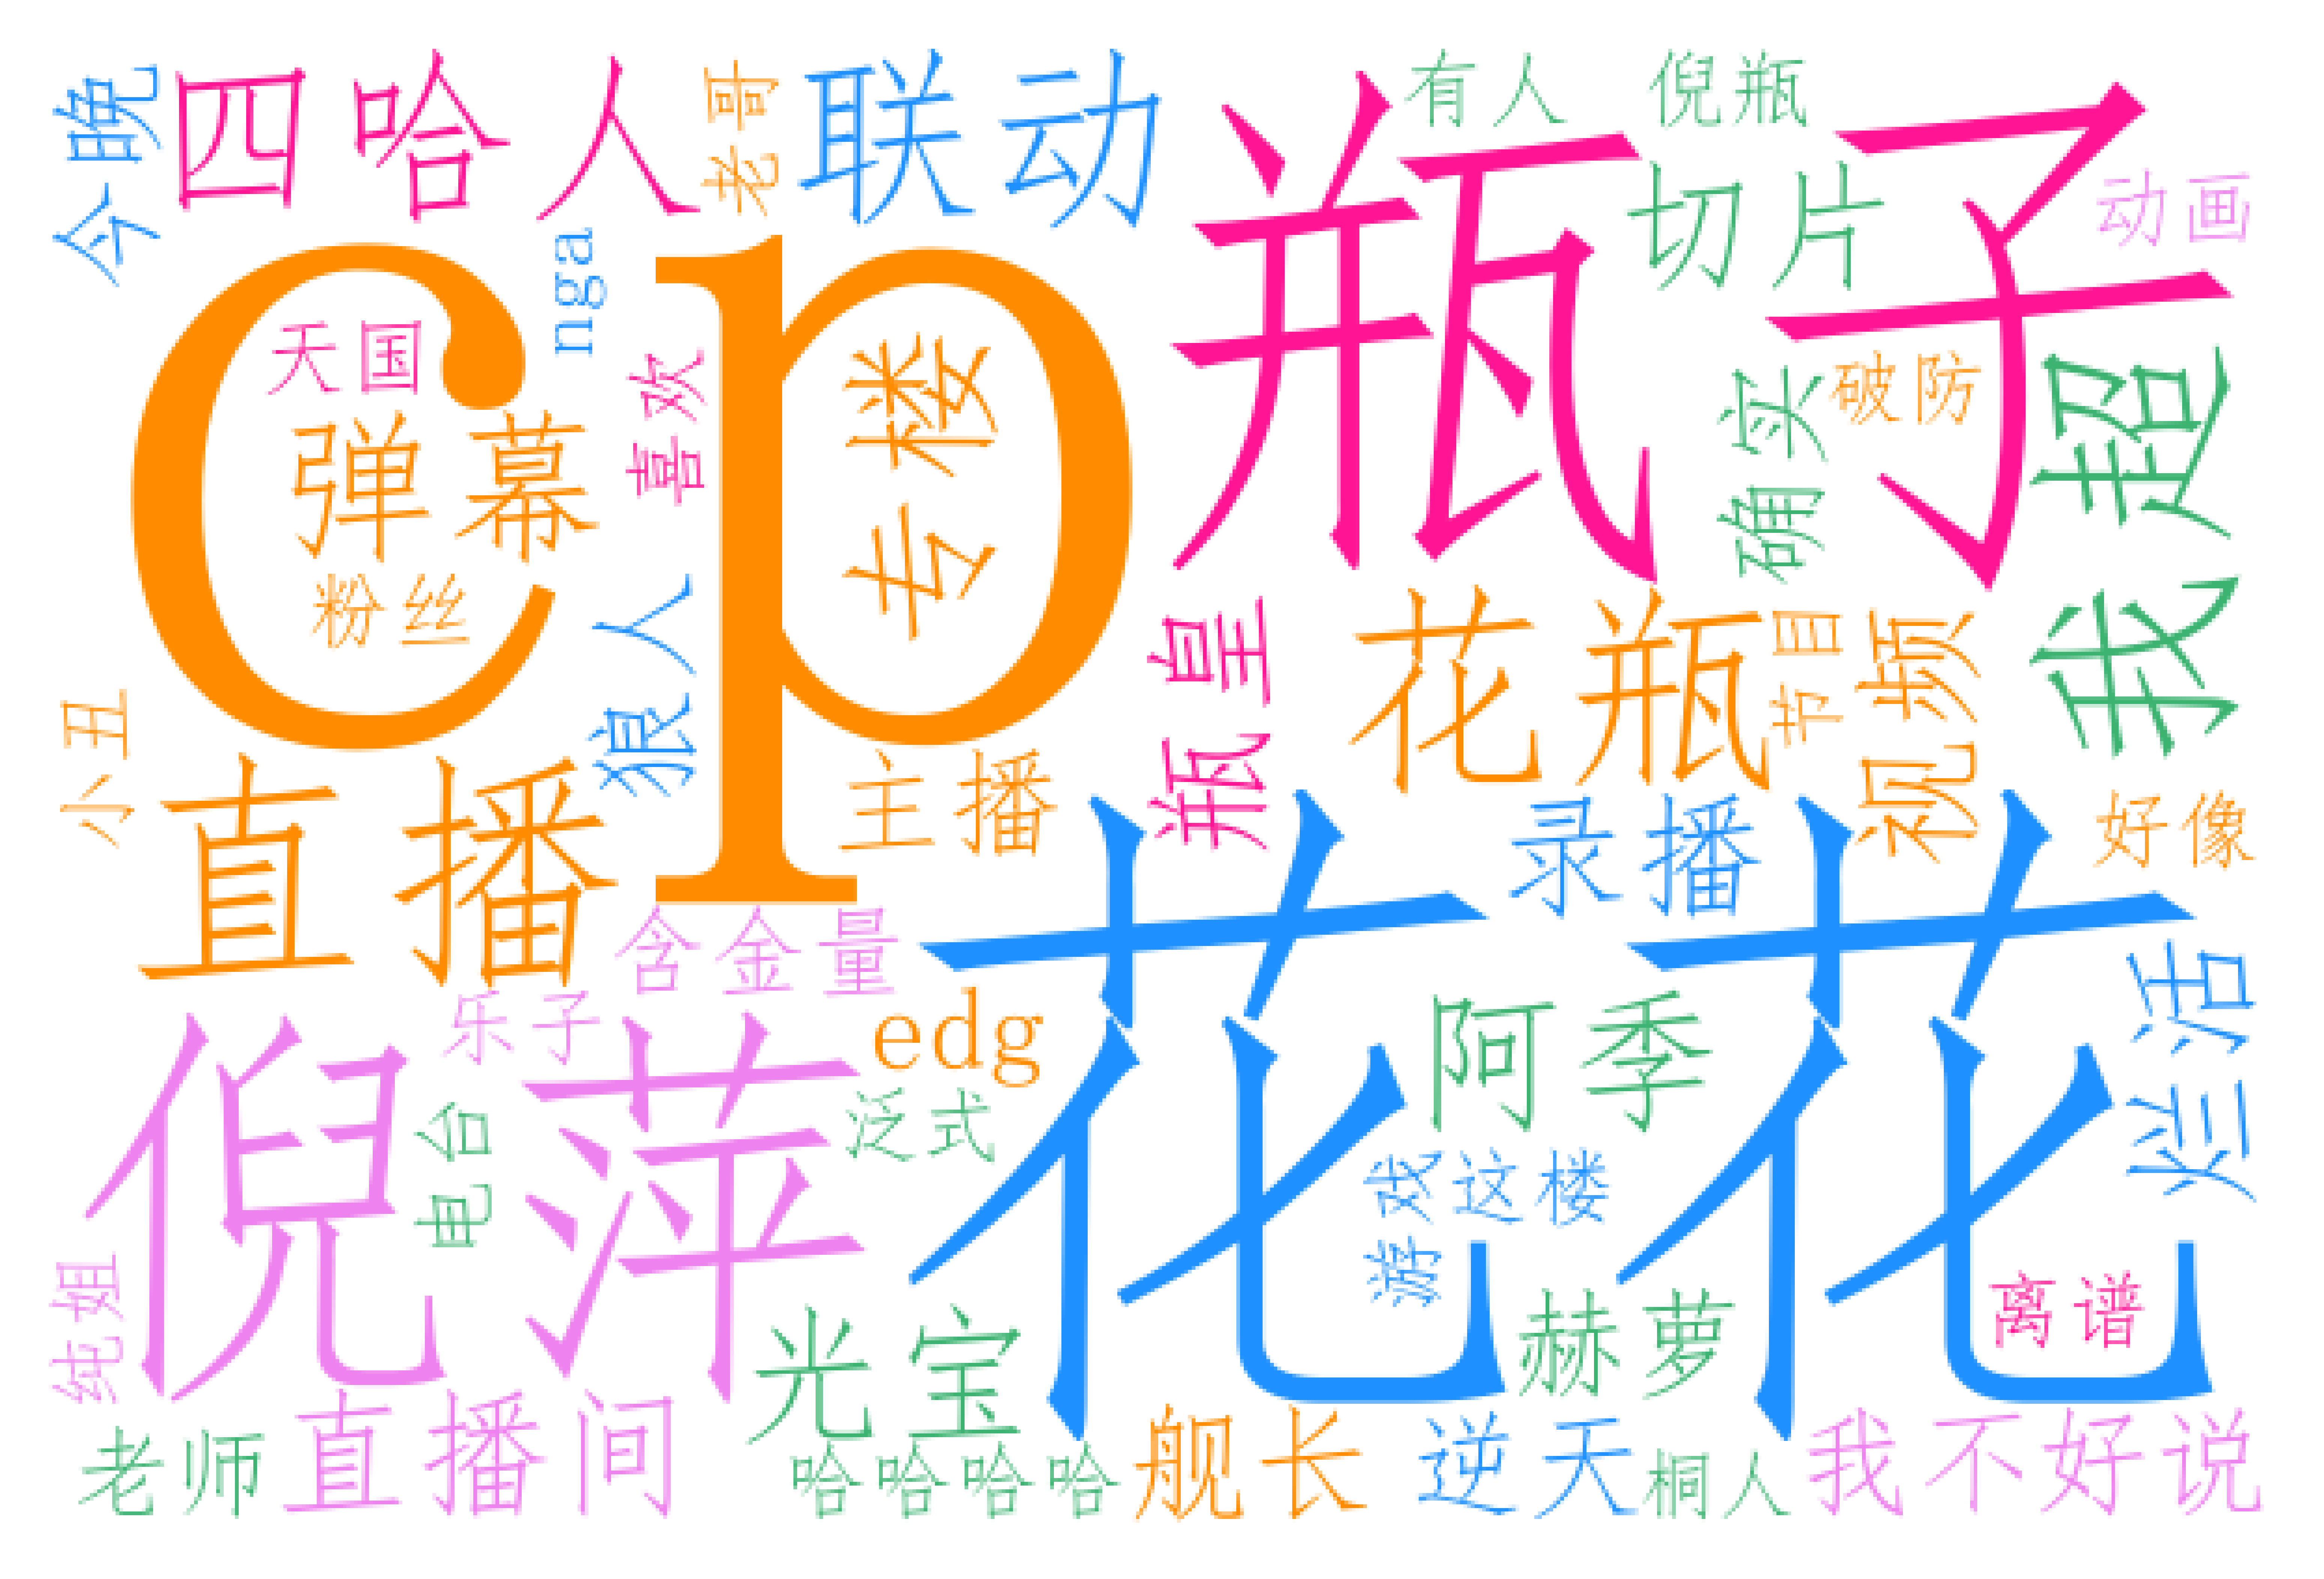 今晚
四哈人
老哥
联动
有人
倪瓶
瓶子
切片
动画
cp
nga
天国
喜欢
专楼
弹幕
确实
破防
我超
粉丝
狼人
瓶皇
花瓶
节目
视频
小丑
直播
主播
录播
好像
花花
含金量
乐子
edg
阿季
烂活
倪萍
电台
泛式
游戏
这楼
纯姐
光宝
赫萝
离谱
老师
直播间
哈哈哈哈
舰长
逆天
桐人
我不好说